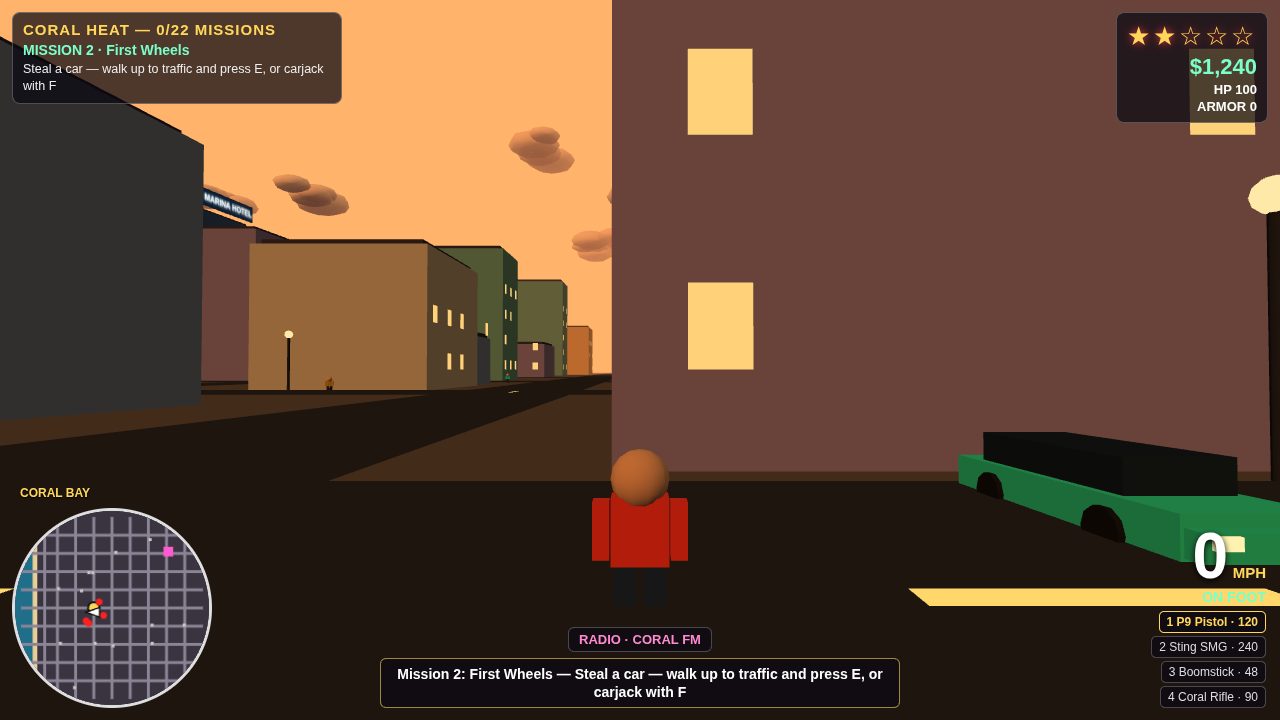 CORAL HEAT — 0/22 MISSIONS
MISSION 2 · First Wheels
Steal a car — walk up to traffic and press E, or carjack
with F
★★☆☆☆
$1,240
HP 100
ARMOR 0
MARINA HOTEL
CORAL BAY
0 MPH
ON FOOT
1 P9 Pistol · 120
2 Sting SMG · 240
3 Boomstick · 48
4 Coral Rifle · 90
RADIO · CORAL FM
Mission 2: First Wheels — Steal a car — walk up to traffic and press E, or
carjack with F